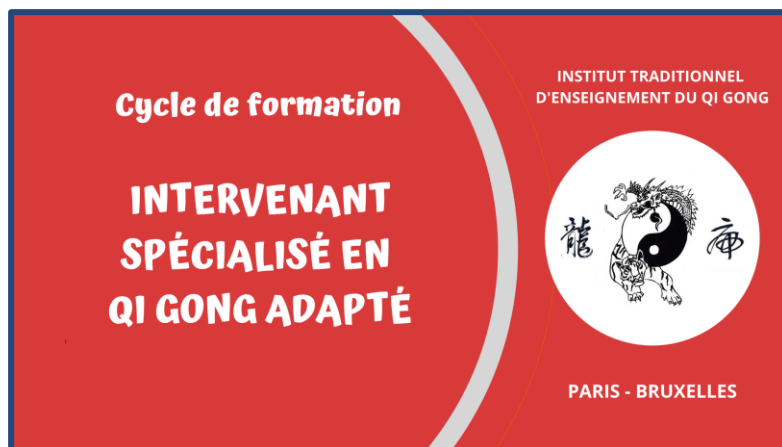 Cycle de formation
INTERVENANT
SPÉCIALISÉ EN
QI GONG ADAPTÉ
INSTITUT TRADITIONNEL
D'ENSEIGNEMENT DU QI GONG
龍
PARIS - BRUXELLES